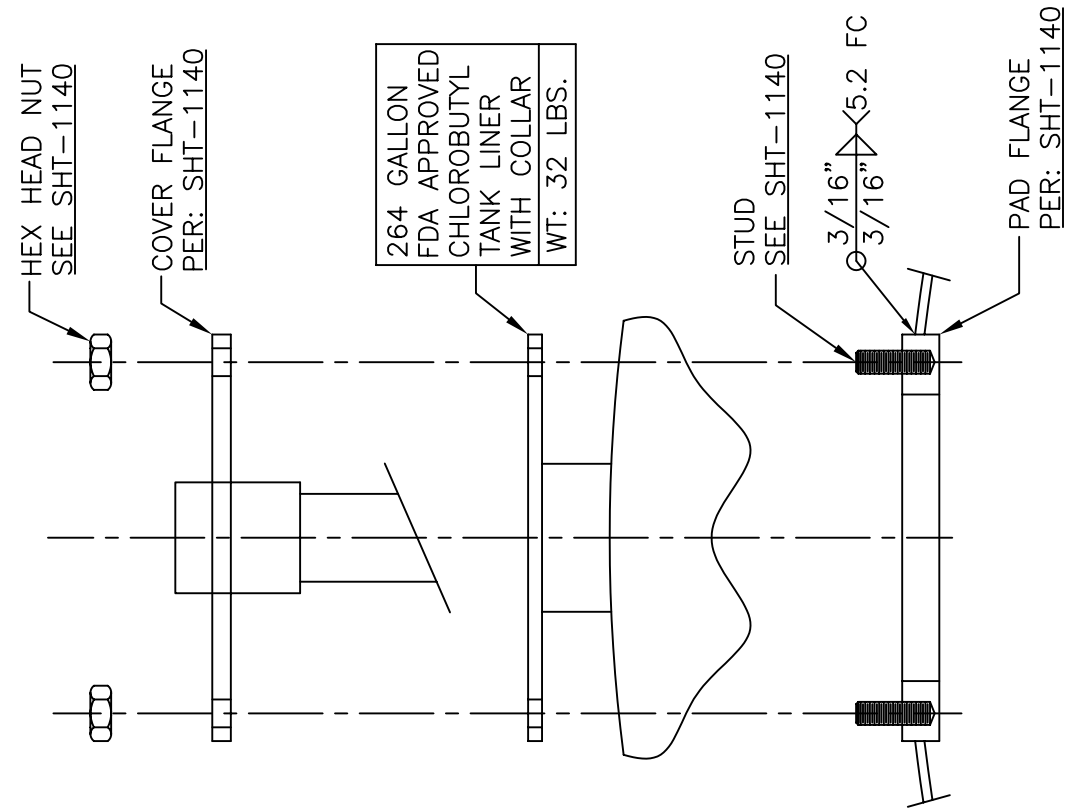 HEX HEAD NUT
SEE SHT-1140
COVER FLANGE
PER: SHT-1140
264 GALLON
FDA APPROVED
CHLOROBUTYL
TANK LINER
WITH COLLAR
WT: 32 LBS.
STUD
SEE SHT-1140
3/16"
3/16"
5.2 FC
PAD FLANGE
PER: SHT-1140